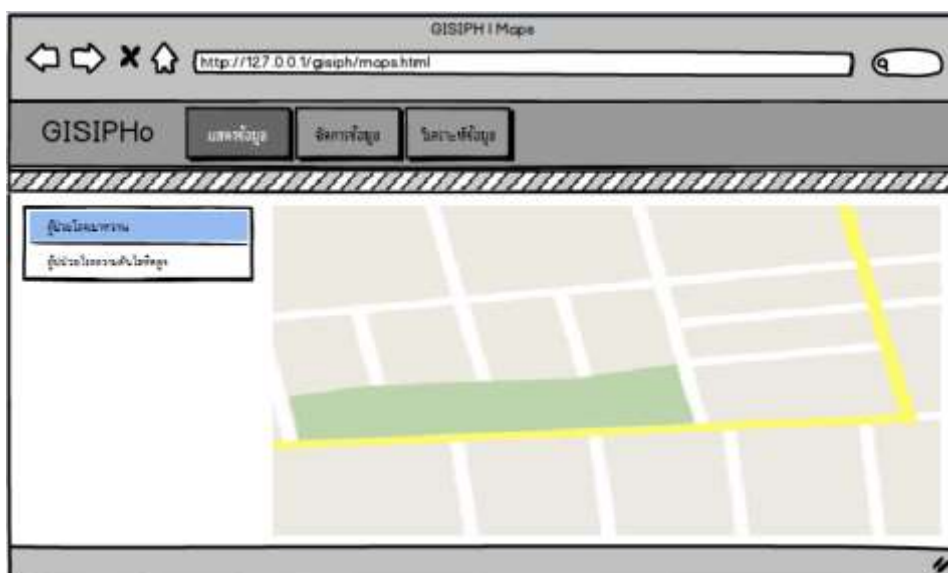 GISIPH | Maps
http://127.0.0.1/gisiph/maps.html
GISIPHo
แสดงข้อมูล จัดการข้อมูล วิเคราะห์ข้อมูล
ผู้ป่วยโรคเบาหวาน
ผู้ป่วยโรคความดันโลหิตสูง